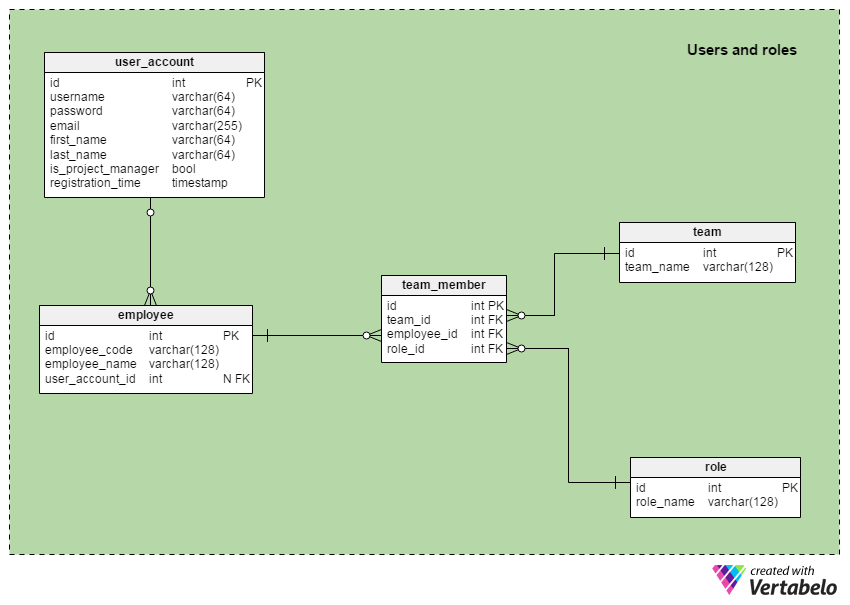 Users and roles
user_account
id int PK
username varchar(64)
password varchar(64)
email varchar(255)
first_name varchar(64)
last_name varchar(64)
is_project_manager bool
registration_time timestamp
employee
id int PK
employee_code varchar(128)
employee_name varchar(128)
user_account_id int N FK
team_member
id int PK
team_id int FK
employee_id int FK
role_id int FK
team
id int PK
team_name varchar(128)
role
id int PK
role_name varchar(128)
created with
Vertabelo